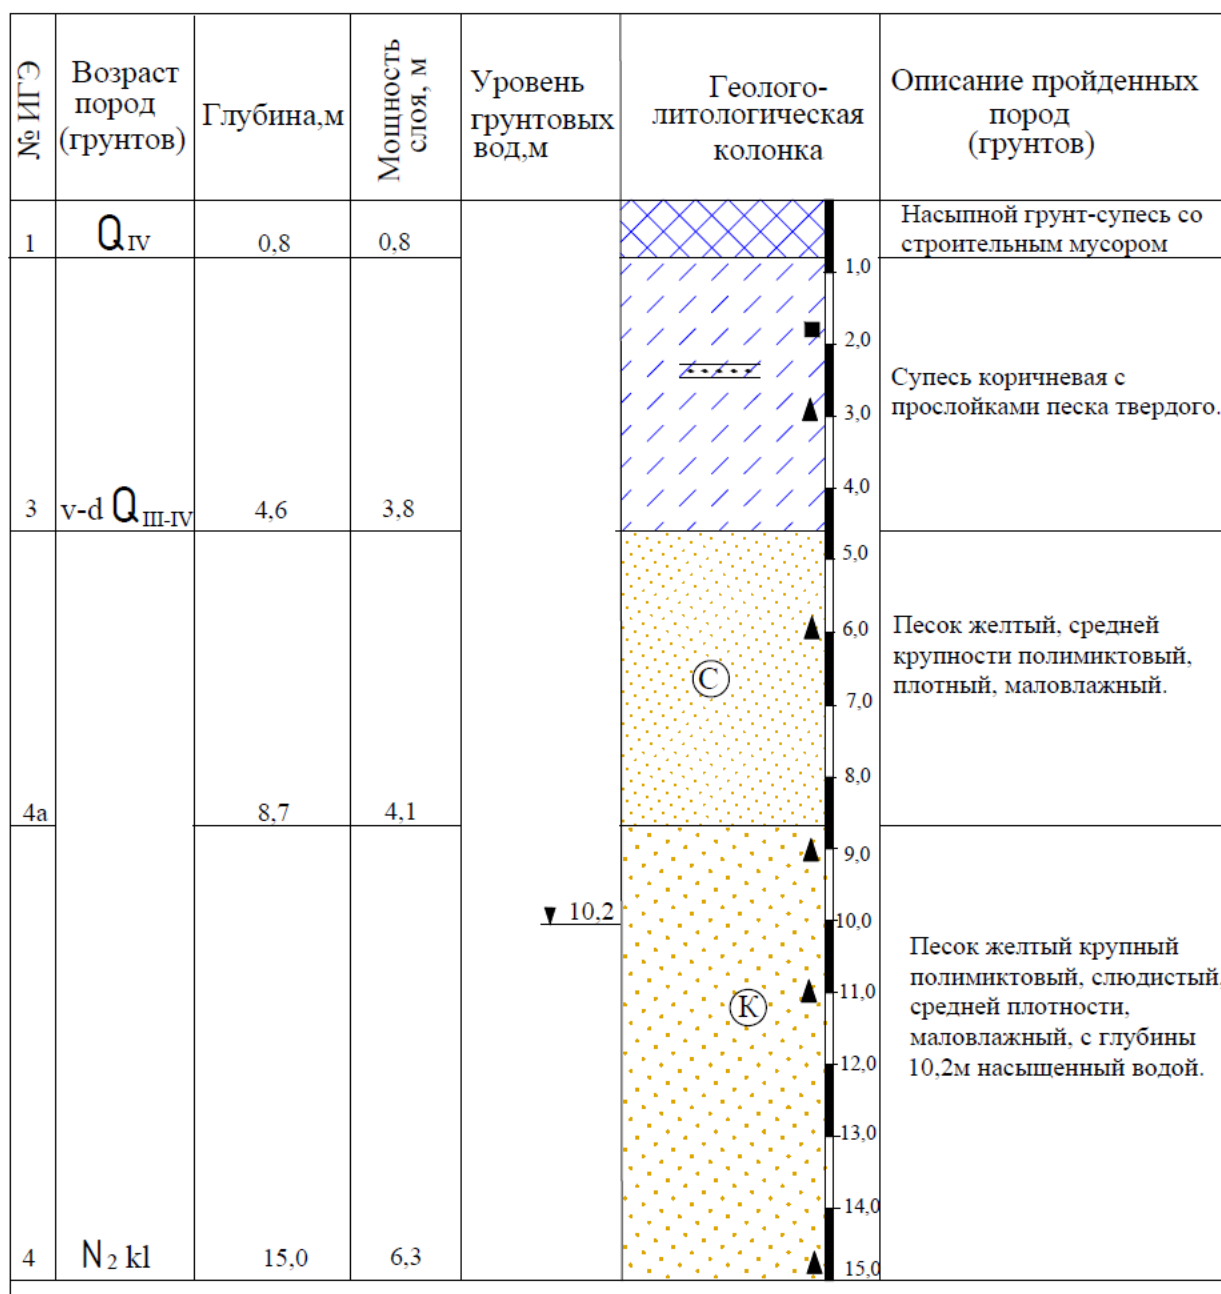 № ИГЭ
Возраст
пород
(грунтов)
Глубина,м
Мощность
слоя, м
Уровень
грунтовых
вод,м
Геолого-
литологическая
колонка
Описание пройденных
пород
(грунтов)
1
QIV
0,8
0,8
Насыпной грунт-супесь со
строительным мусором
1,0
2,0
3,0
4,0
Супесь коричневая с
прослойками песка твердого.
3
v-d QIII-IV
4,6
3,8
5,0
6,0
7,0
8,0
С
Песок желтый, средней
крупности полимиктовый,
плотный, маловлажный.
4а
8,7
4,1
9,0
10,2
10,0
11,0
К
12,0
13,0
14,0
15,0
Песок желтый крупный
полимиктовый, слюдистый,
средней плотности,
маловлажный, с глубины
10,2м насыщенный водой.
4
N2 kl
15,0
6,3